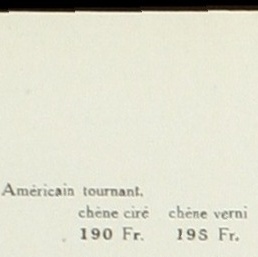 Américain tournant,
chêne ciré chêne verni
190 Fr. 195 Fr.